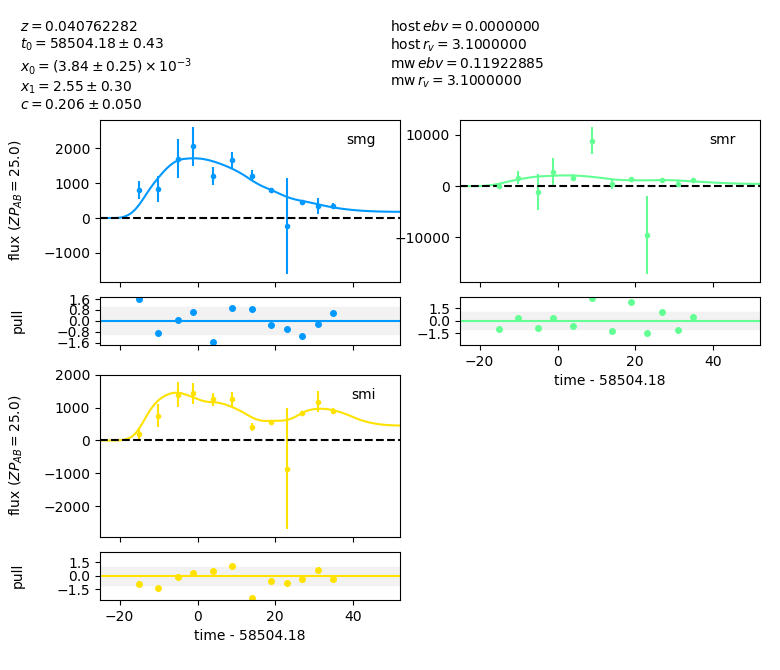 z = 0.040762282
t₀ = 58504.18 ± 0.43
x₀ = (3.84 ± 0.25) × 10⁻³
x₁ = 2.55 ± 0.30
c = 0.206 ± 0.050
host ebv = 0.0000000
host r_v = 3.1000000
mw ebv = 0.11922885
mw r_v = 3.1000000
smg
flux (ZP_AB = 25.0)
2000
1000
0
−1000
smr
10000
0
−10000
pull
1.6
0.8
0.0
−0.8
−1.6
1.5
0.0
−1.5
−20 0 20 40
time - 58504.18
smi
flux (ZP_AB = 25.0)
2000
1000
0
−1000
−2000
pull
1.5
0.0
−1.5
−20 0 20 40
time - 58504.18